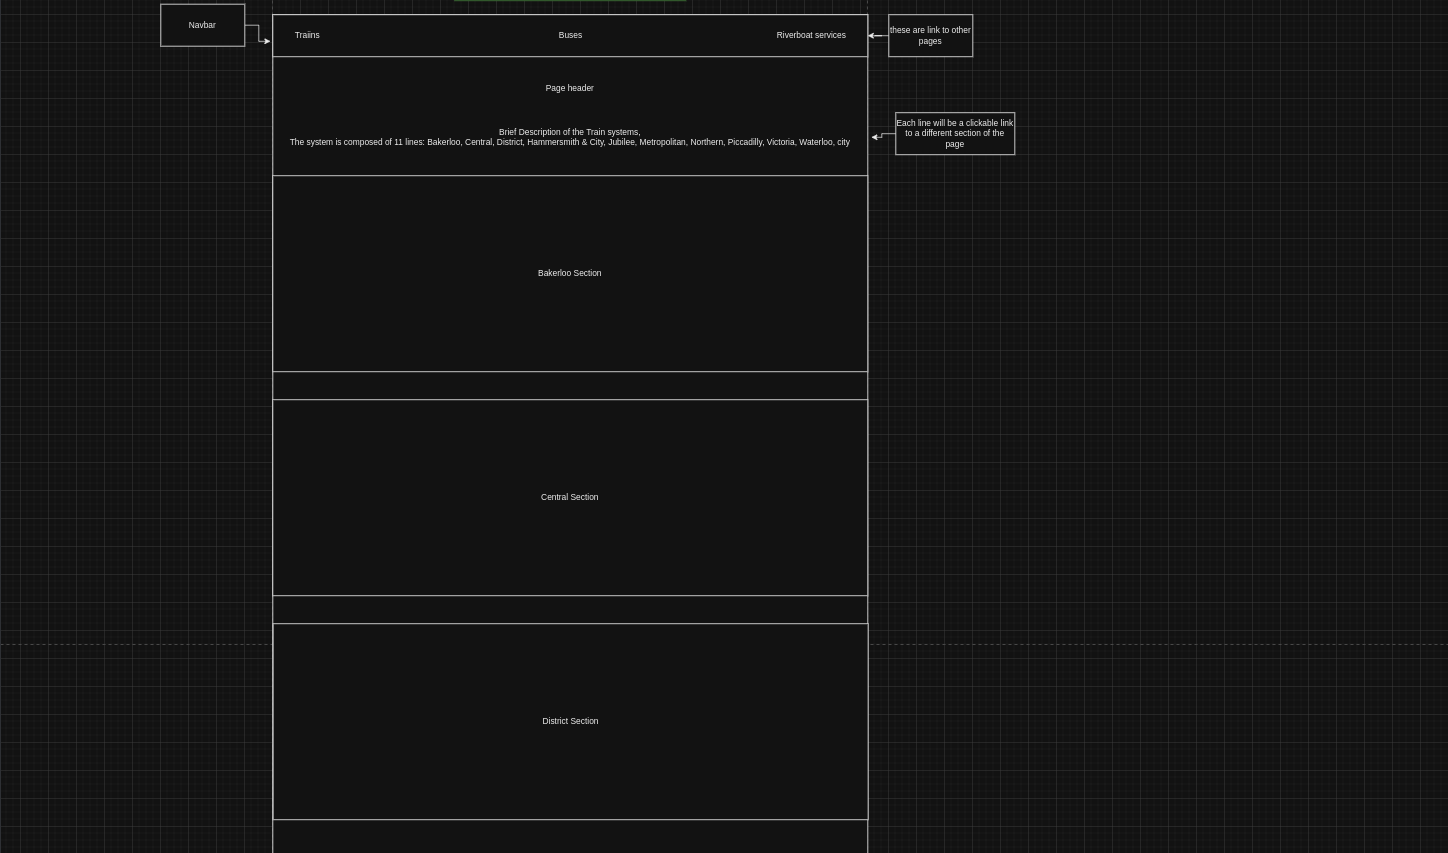 Navbar
Traiins
Buses
Riverboat services
these are link to other
pages
Page header
Brief Description of the Train systems,
The system is composed of 11 lines: Bakerloo, Central, District, Hammersmith & City, Jubilee, Metropolitan, Northern, Piccadilly, Victoria, Waterloo, city
Each line will be a clickable link
to a different section of the
page
Bakerloo Section
Central Section
District Section